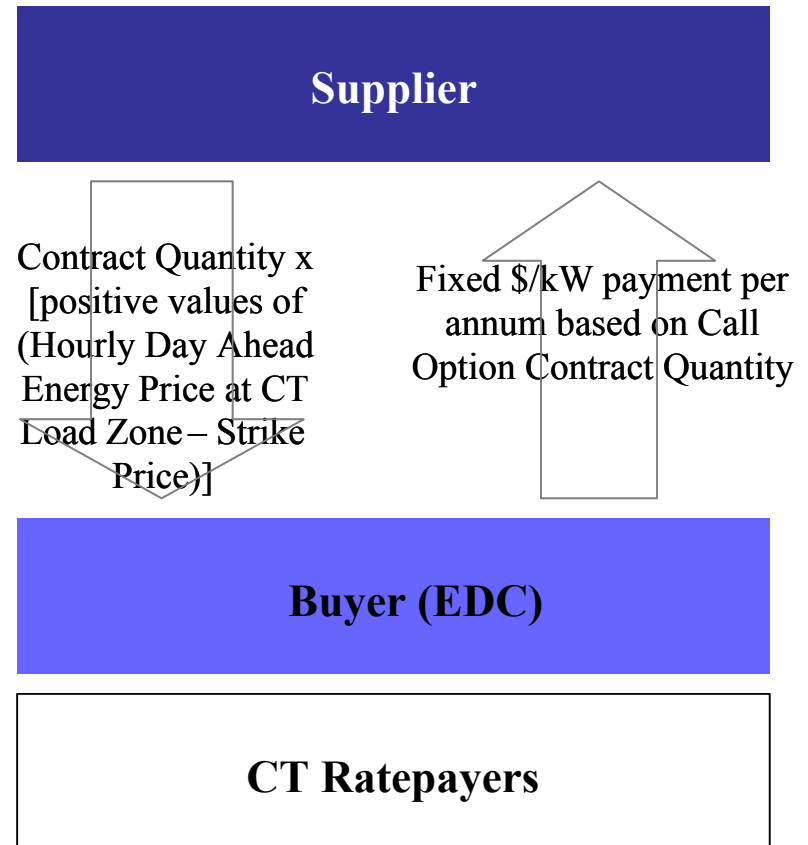 Supplier
Contract Quantity x
[positive values of
(Hourly Day Ahead
Energy Price at CT
Load Zone – Strike
Price)]
Fixed $/kW payment per
annum based on Call
Option Contract Quantity
Buyer (EDC)
CT Ratepayers